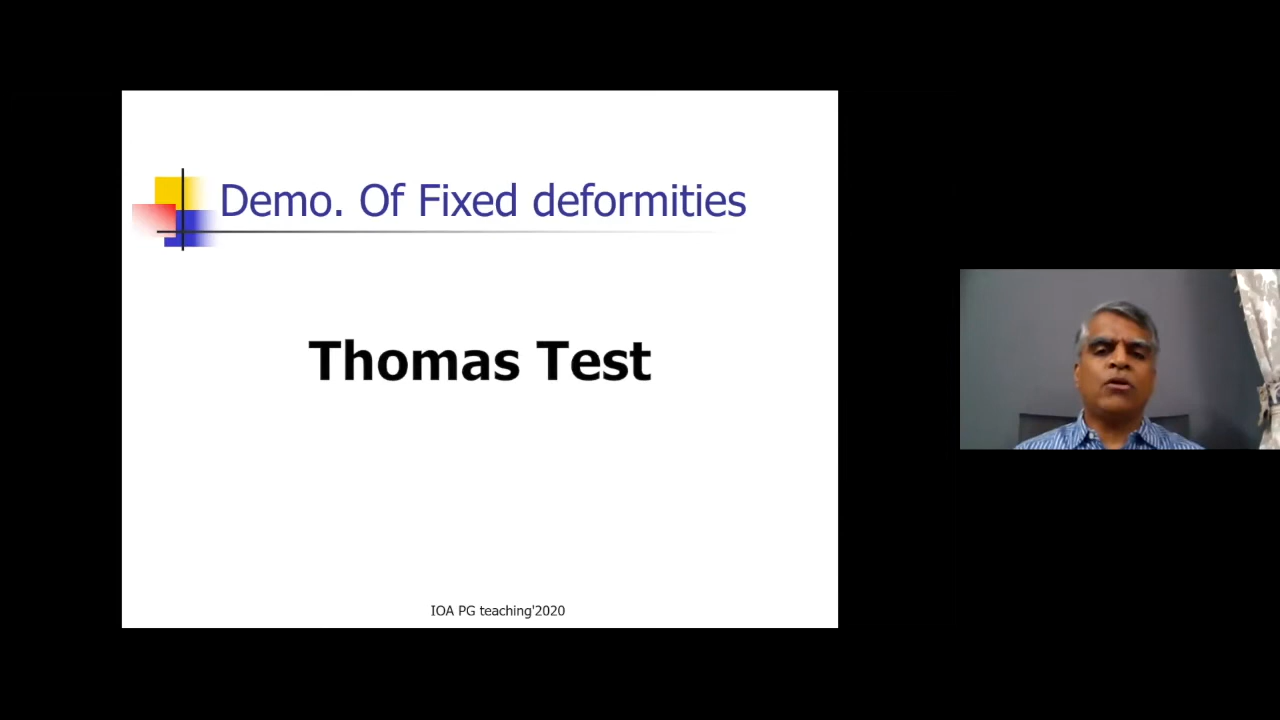 Demo. Of Fixed deformities
Thomas Test
IOA PG teaching'2020